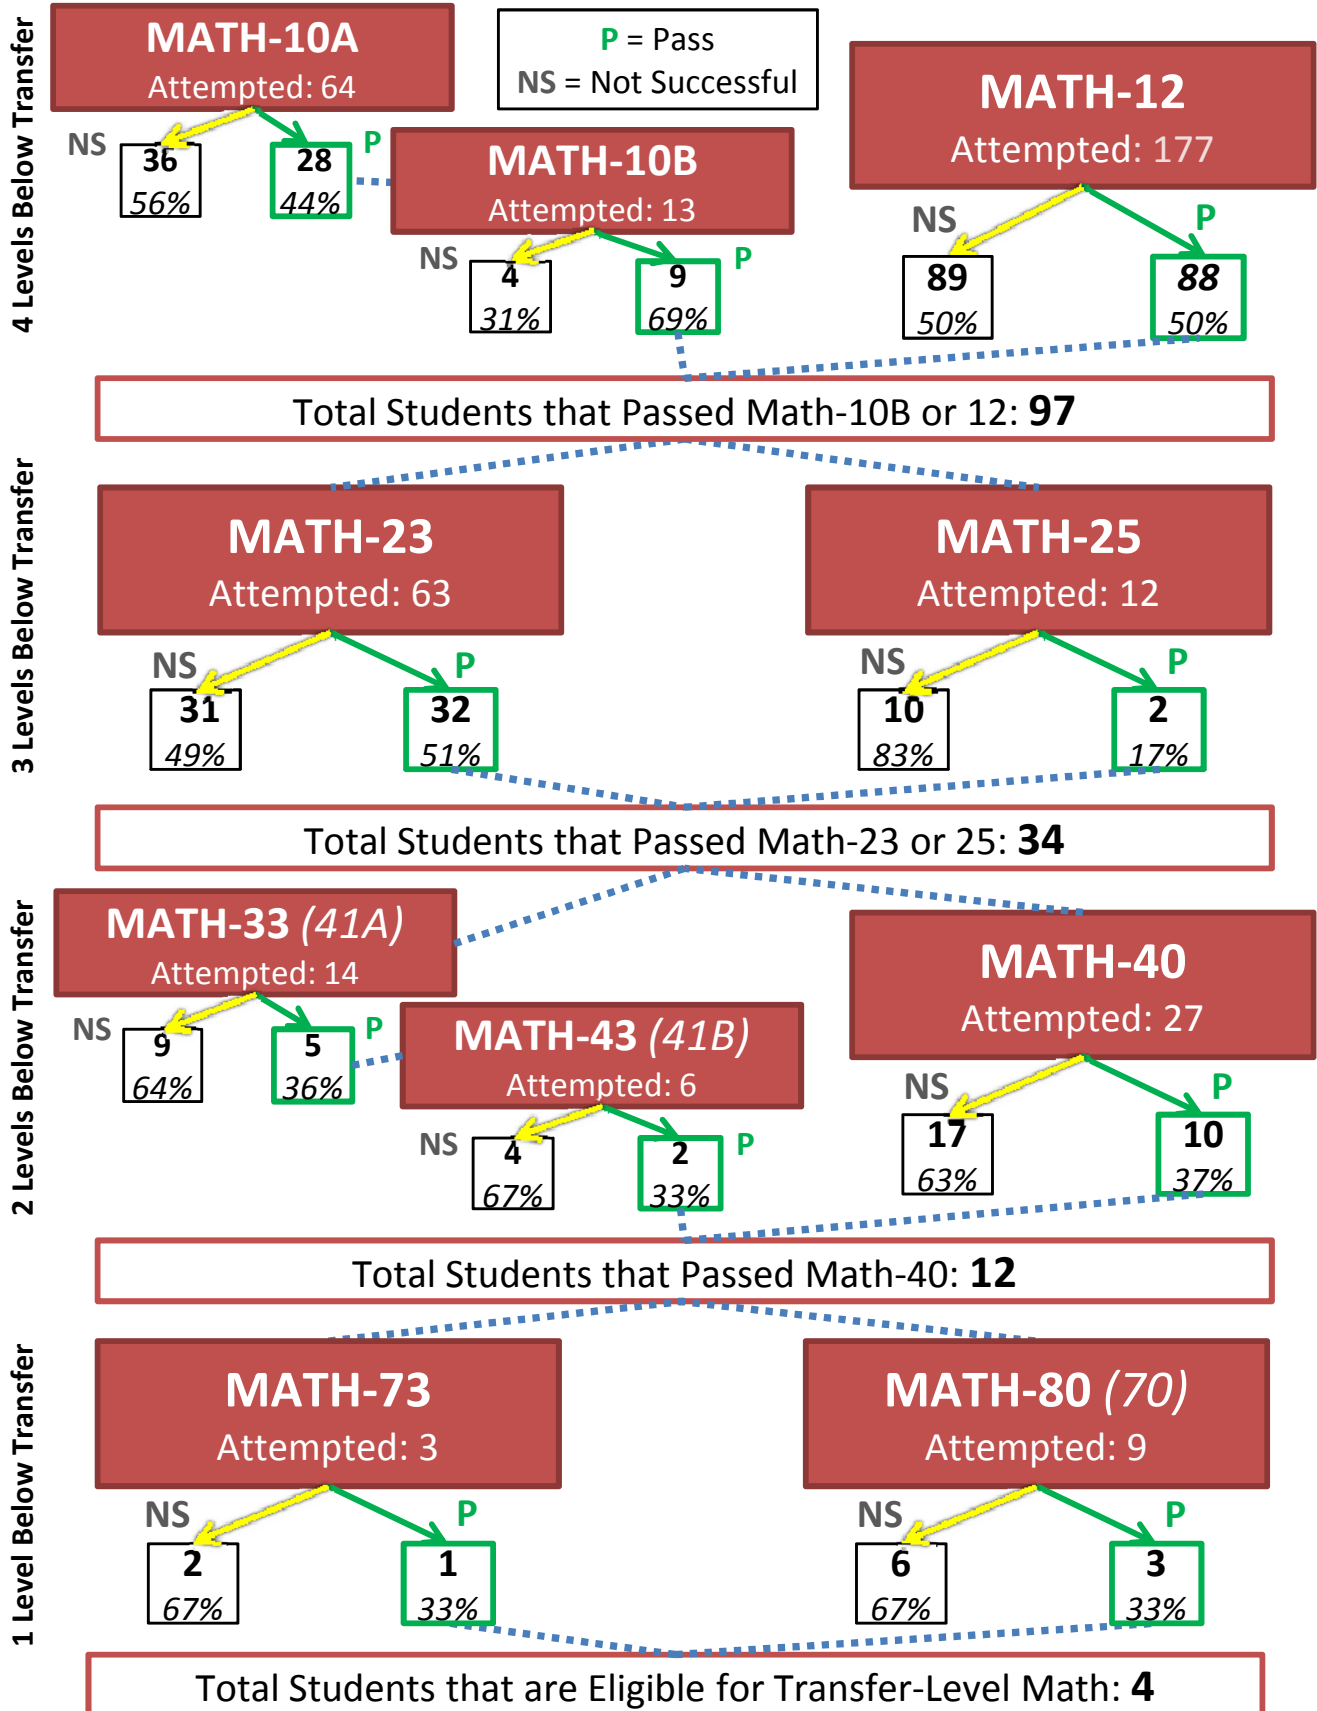 4 Levels Below Transfer
MATH-10A
Attempted: 64
P = Pass
NS = Not Successful
MATH-12
Attempted: 177
NS
36
56%
P
28
44%
MATH-10B
Attempted: 13
NS
4
31%
P
9
69%
NS
89
50%
P
88
50%
Total Students that Passed Math-10B or 12: 97
3 Levels Below Transfer
MATH-23
Attempted: 63
NS
31
49%
P
32
51%
MATH-25
Attempted: 12
NS
10
83%
P
2
17%
Total Students that Passed Math-23 or 25: 34
2 Levels Below Transfer
MATH-33 (41A)
Attempted: 14
NS
9
64%
P
5
36%
MATH-43 (41B)
Attempted: 6
NS
4
67%
P
2
33%
MATH-40
Attempted: 27
NS
17
63%
P
10
37%
Total Students that Passed Math-40: 12
1 Level Below Transfer
MATH-73
Attempted: 3
NS
2
67%
P
1
33%
MATH-80 (70)
Attempted: 9
NS
6
67%
P
3
33%
Total Students that are Eligible for Transfer-Level Math: 4